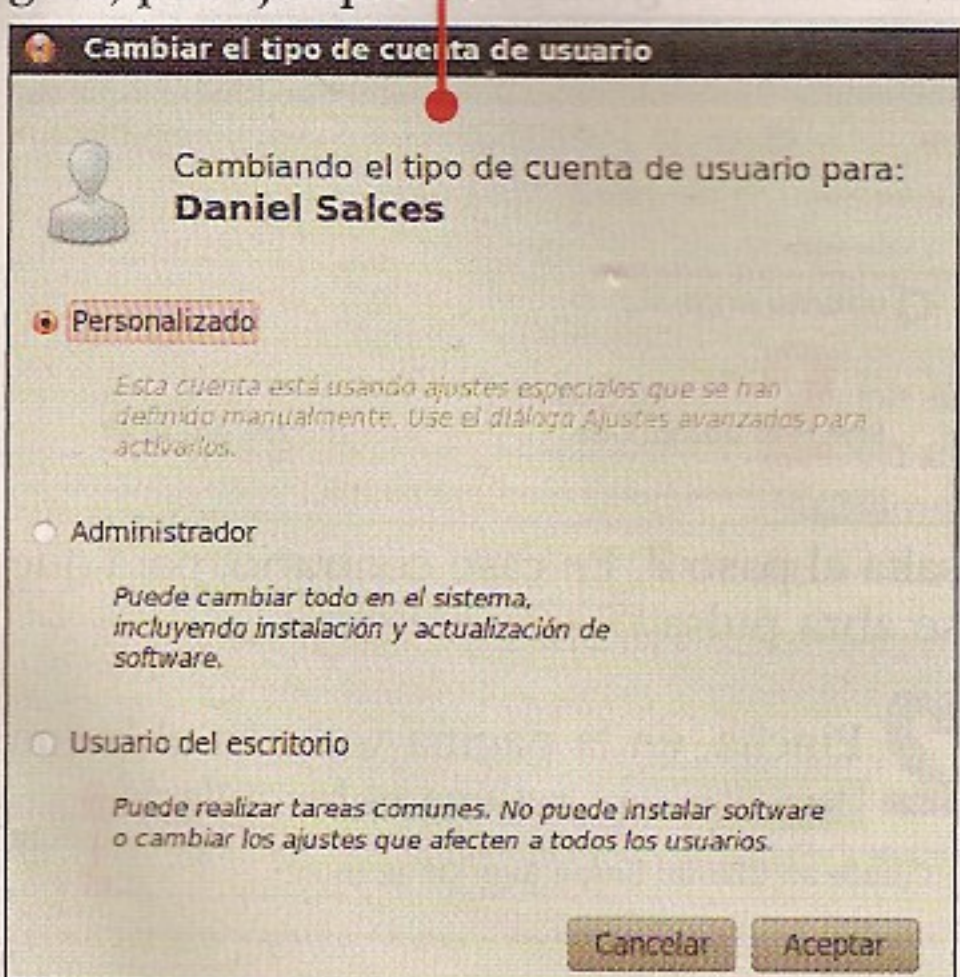 Cambiar el tipo de cuenta de usuario
Cambiando el tipo de cuenta de usuario para:
Daniel Salces
Personalizado
Esta cuenta está usando ajustes especiales que se han
definido manualmente. Use el diálogo Ajustes avanzados para
activarlos.
Administrador
Puede cambiar todo en el sistema,
incluyendo instalación y actualización de
software.
Usuario del escritorio
Puede realizar tareas comunes. No puede instalar software
o cambiar los ajustes que afecten a todos los usuarios.
Cancelar Aceptar